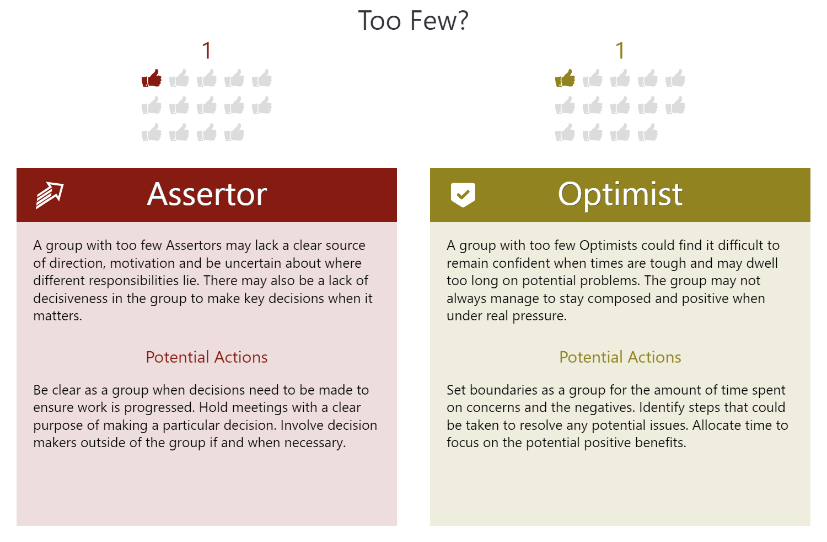 Too Few?
1
1
Assertor
A group with too few Assertors may lack a clear source
of direction, motivation and be uncertain about where
different responsibilities lie. There may also be a lack of
decisiveness in the group to make key decisions when it
matters.
Potential Actions
Be clear as a group when decisions need to be made to
ensure work is progressed. Hold meetings with a clear
purpose of making a particular decision. Involve decision
makers outside of the group if and when necessary.
Optimist
A group with too few Optimists could find it difficult to
remain confident when times are tough and may dwell
too long on potential problems. The group may not
always manage to stay composed and positive when
under real pressure.
Potential Actions
Set boundaries as a group for the amount of time spent
on concerns and the negatives. Identify steps that could
be taken to resolve any potential issues. Allocate time to
focus on the potential positive benefits.